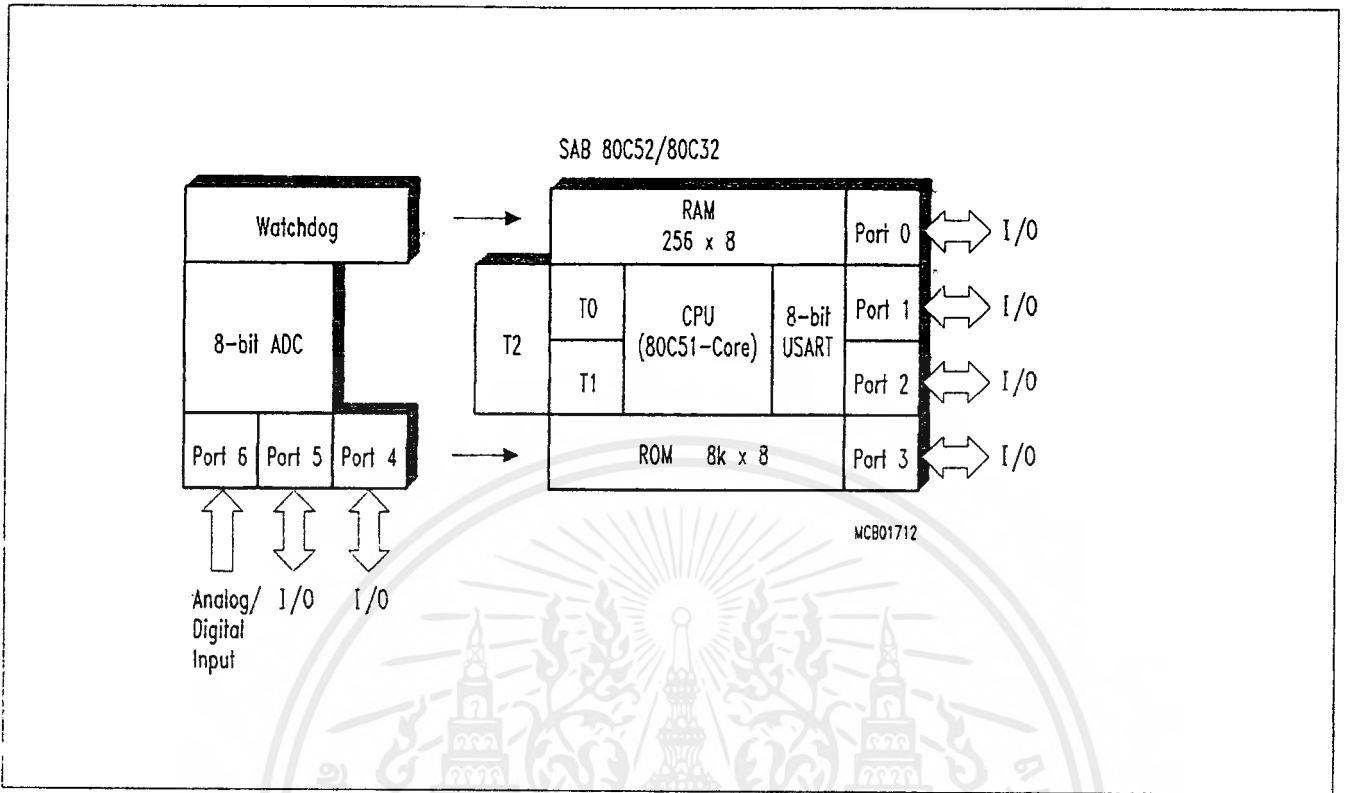 SAB 80C52/80C32
Watchdog
8-bit ADC
Port 6
Port 5
Port 4
Analog/
Digital
Input
I/O
I/O
T2
T0
T1
RAM
256 x 8
CPU
(80C51-Core)
8-bit
USART
ROM 8k x 8
Port 0
I/O
Port 1
I/O
Port 2
I/O
Port 3
I/O
MCB01712